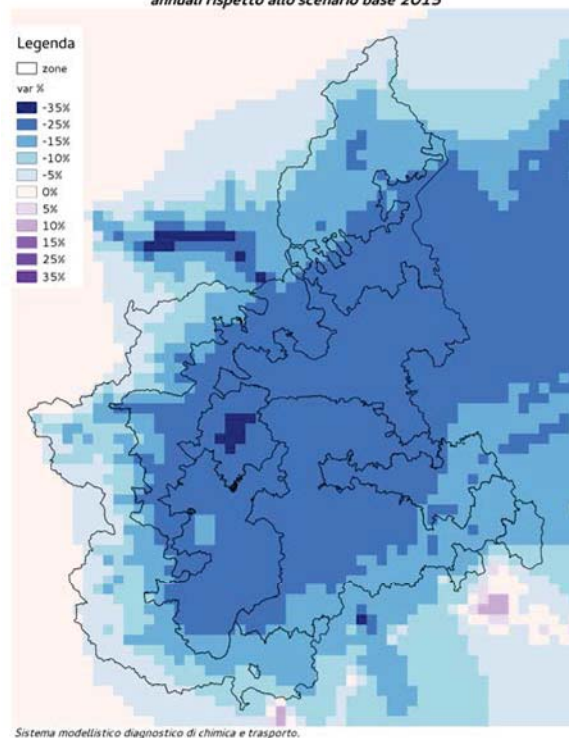 annuali rispetto allo scenario base 2015
Legenda
zone
var %
-35%
-25%
-15%
-10%
-5%
0%
5%
10%
15%
25%
35%
Sistema modellistico diagnostico di chimica e trasporto.